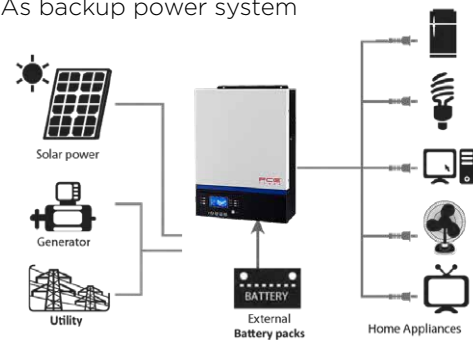 As backup power system
Solar power
Generator
Utility
BATTERY
External
Battery packs
Home Appliances